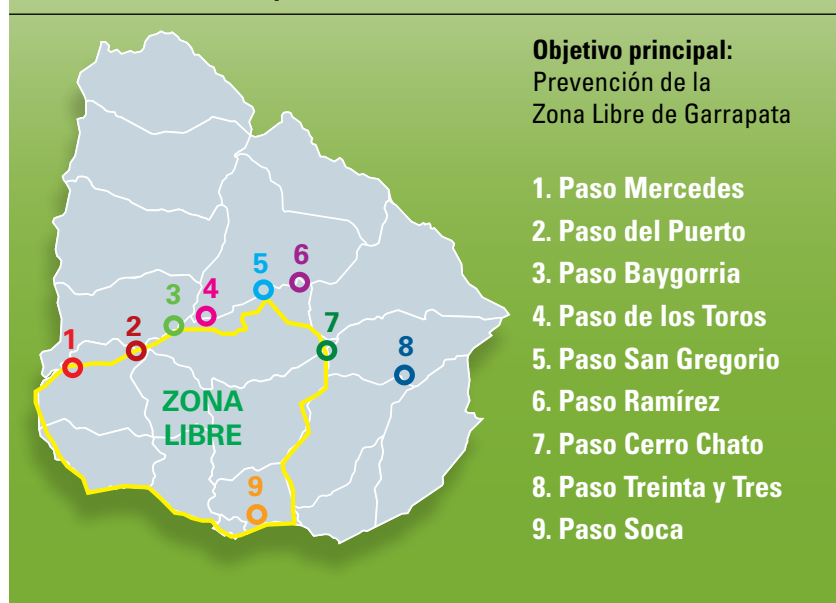 Objetivo principal:
Prevención de la
Zona Libre de Garrapata
1. Paso Mercedes
2. Paso del Puerto
3. Paso Baygorria
4. Paso de los Toros
5. Paso San Gregorio
6. Paso Ramírez
7. Paso Cerro Chato
8. Paso Treinta y Tres
9. Paso Soca
5
6
3
4
7
1
2
8
ZONA
LIBRE
9